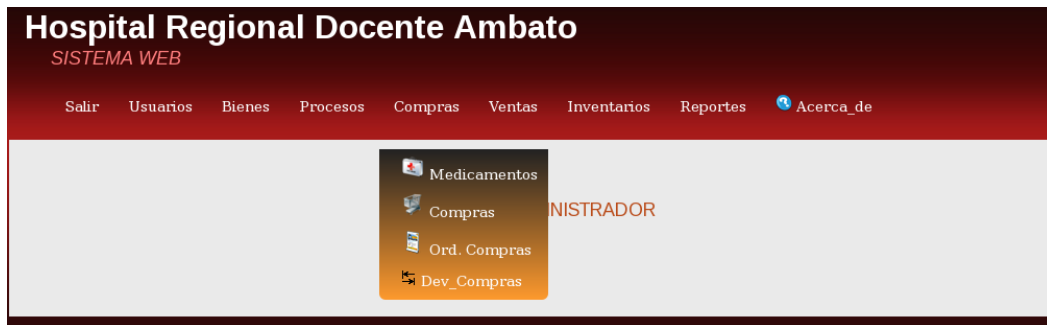 Hospital Regional Docente Ambato
SISTEMA WEB
Salir Usuarios Bienes Procesos Compras Ventas Inventarios Reportes Acerca_de
Medicamentos
Compras
NISTRADOR
Ord. Compras
Dev_Compras